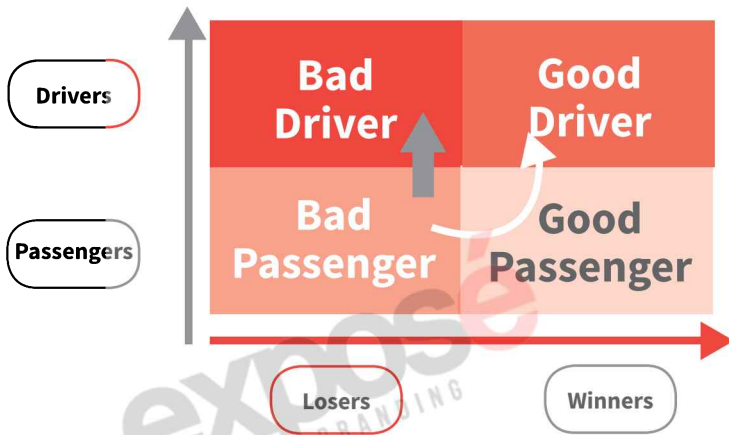 Drivers
Bad
Driver
Good
Driver
Passengers
Bad
Passenger
Good
Passenger
Losers
Winners
exposé
BRANDING